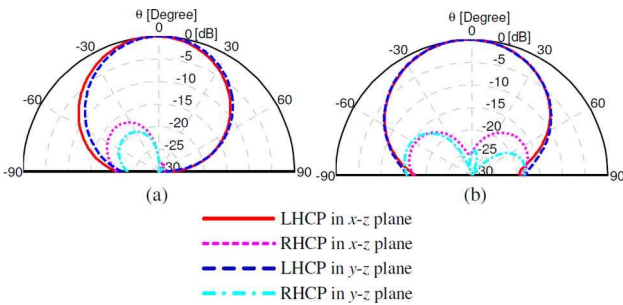 θ [Degree]
0
0 [dB]
-30
30
-5
-10
-60
60
-15
-20
-25
-90
-30
90
(a)
θ [Degree]
0
0 [dB]
-30
30
-5
-10
-60
60
-15
-20
-25
-90
-30
90
(b)
LHCP in x-z plane
RHCP in x-z plane
LHCP in y-z plane
RHCP in y-z plane